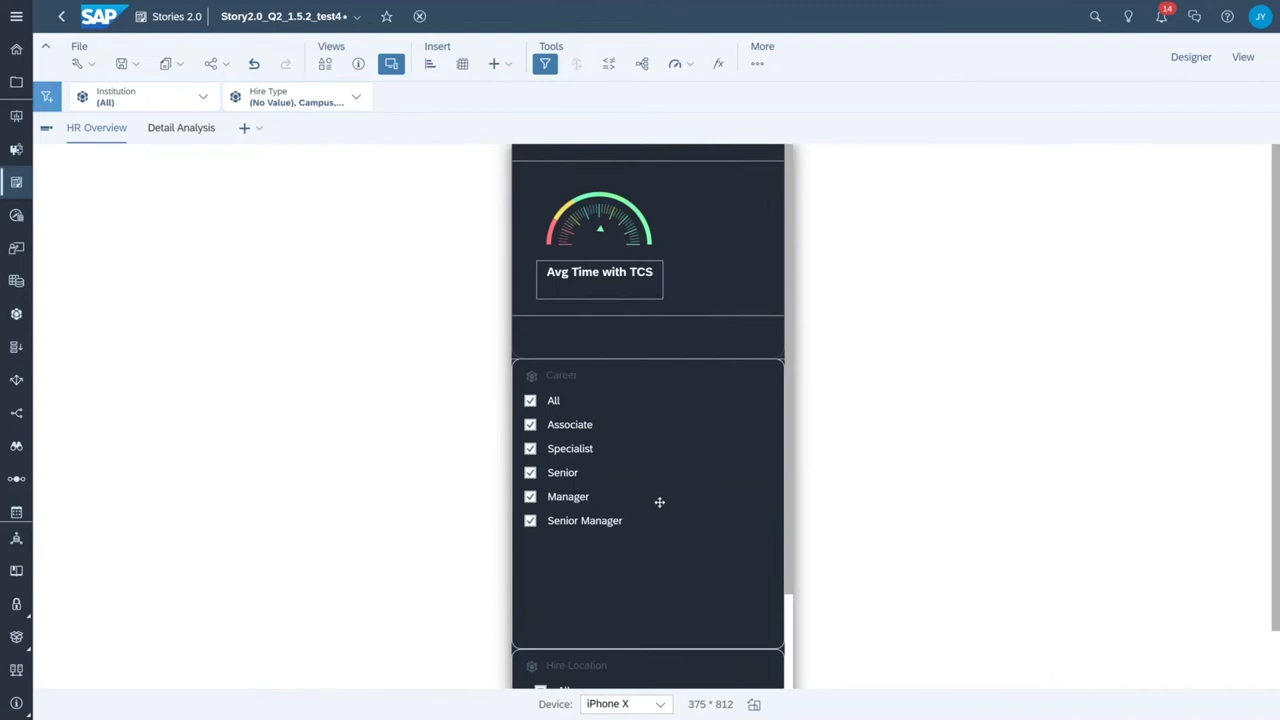 SAP
Stories 2.0
Story2.0_Q2_1.5.2_test4*
14
JY
File
Views
Insert
Tools
More
Designer
View
Institution
(All)
Hire Type
(No Value), Campus,...
HR Overview
Detail Analysis
Avg Time with TCS
Career
All
Associate
Specialist
Senior
Manager
Senior Manager
Hire Location
Device:
iPhone X
375 * 812